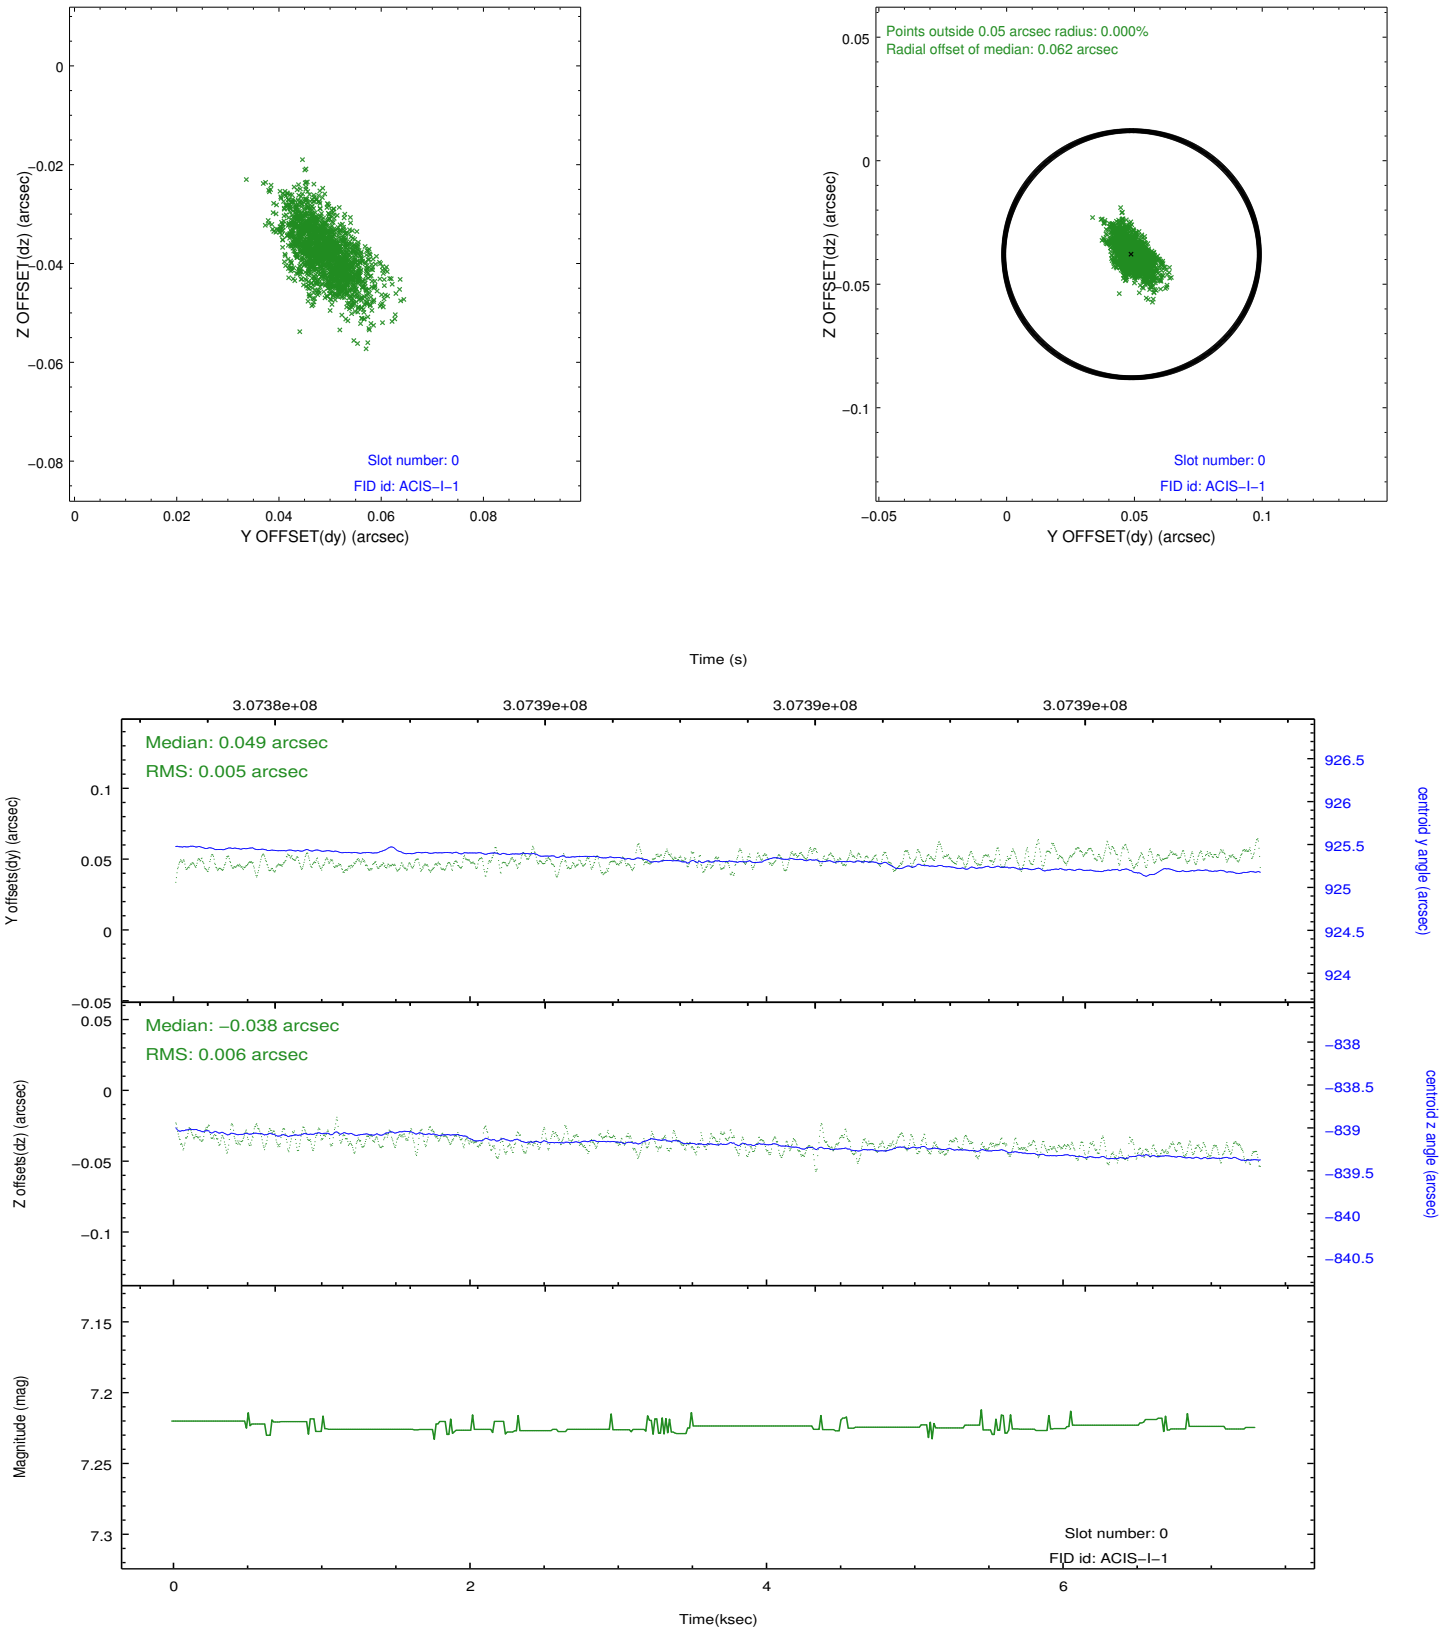 0
−0.02
−0.04
−0.06
−0.08
Z OFFSET(dz) (arcsec)
Slot number: 0
FID id: ACIS−I−1
0 0.02 0.04 0.06 0.08
Y OFFSET(dy) (arcsec)
Points outside 0.05 arcsec radius: 0.000%
Radial offset of median: 0.062 arcsec
0.05
0
−0.05
−0.1
Z OFFSET(dz) (arcsec)
Slot number: 0
FID id: ACIS−I−1
−0.05 0 0.05 0.1
Y OFFSET(dy) (arcsec)
Time (s)
3.0738e+08 3.0739e+08 3.0739e+08 3.0739e+08
Median: 0.049 arcsec
RMS: 0.005 arcsec
0.1
0.05
0
−0.05
Y offsets(dy) (arcsec)
926.5
926
925.5
925
924.5
924
centroid y angle (arcsec)
Median: −0.038 arcsec
RMS: 0.006 arcsec
0.05
0
−0.05
−0.1
Z offsets(dz) (arcsec)
−838
−838.5
−839
−839.5
−840
−840.5
centroid z angle (arcsec)
7.15
7.2
7.25
7.3
Magnitude (mag)
Slot number: 0
FID id: ACIS−I−1
0 2 4 6
Time(ksec)